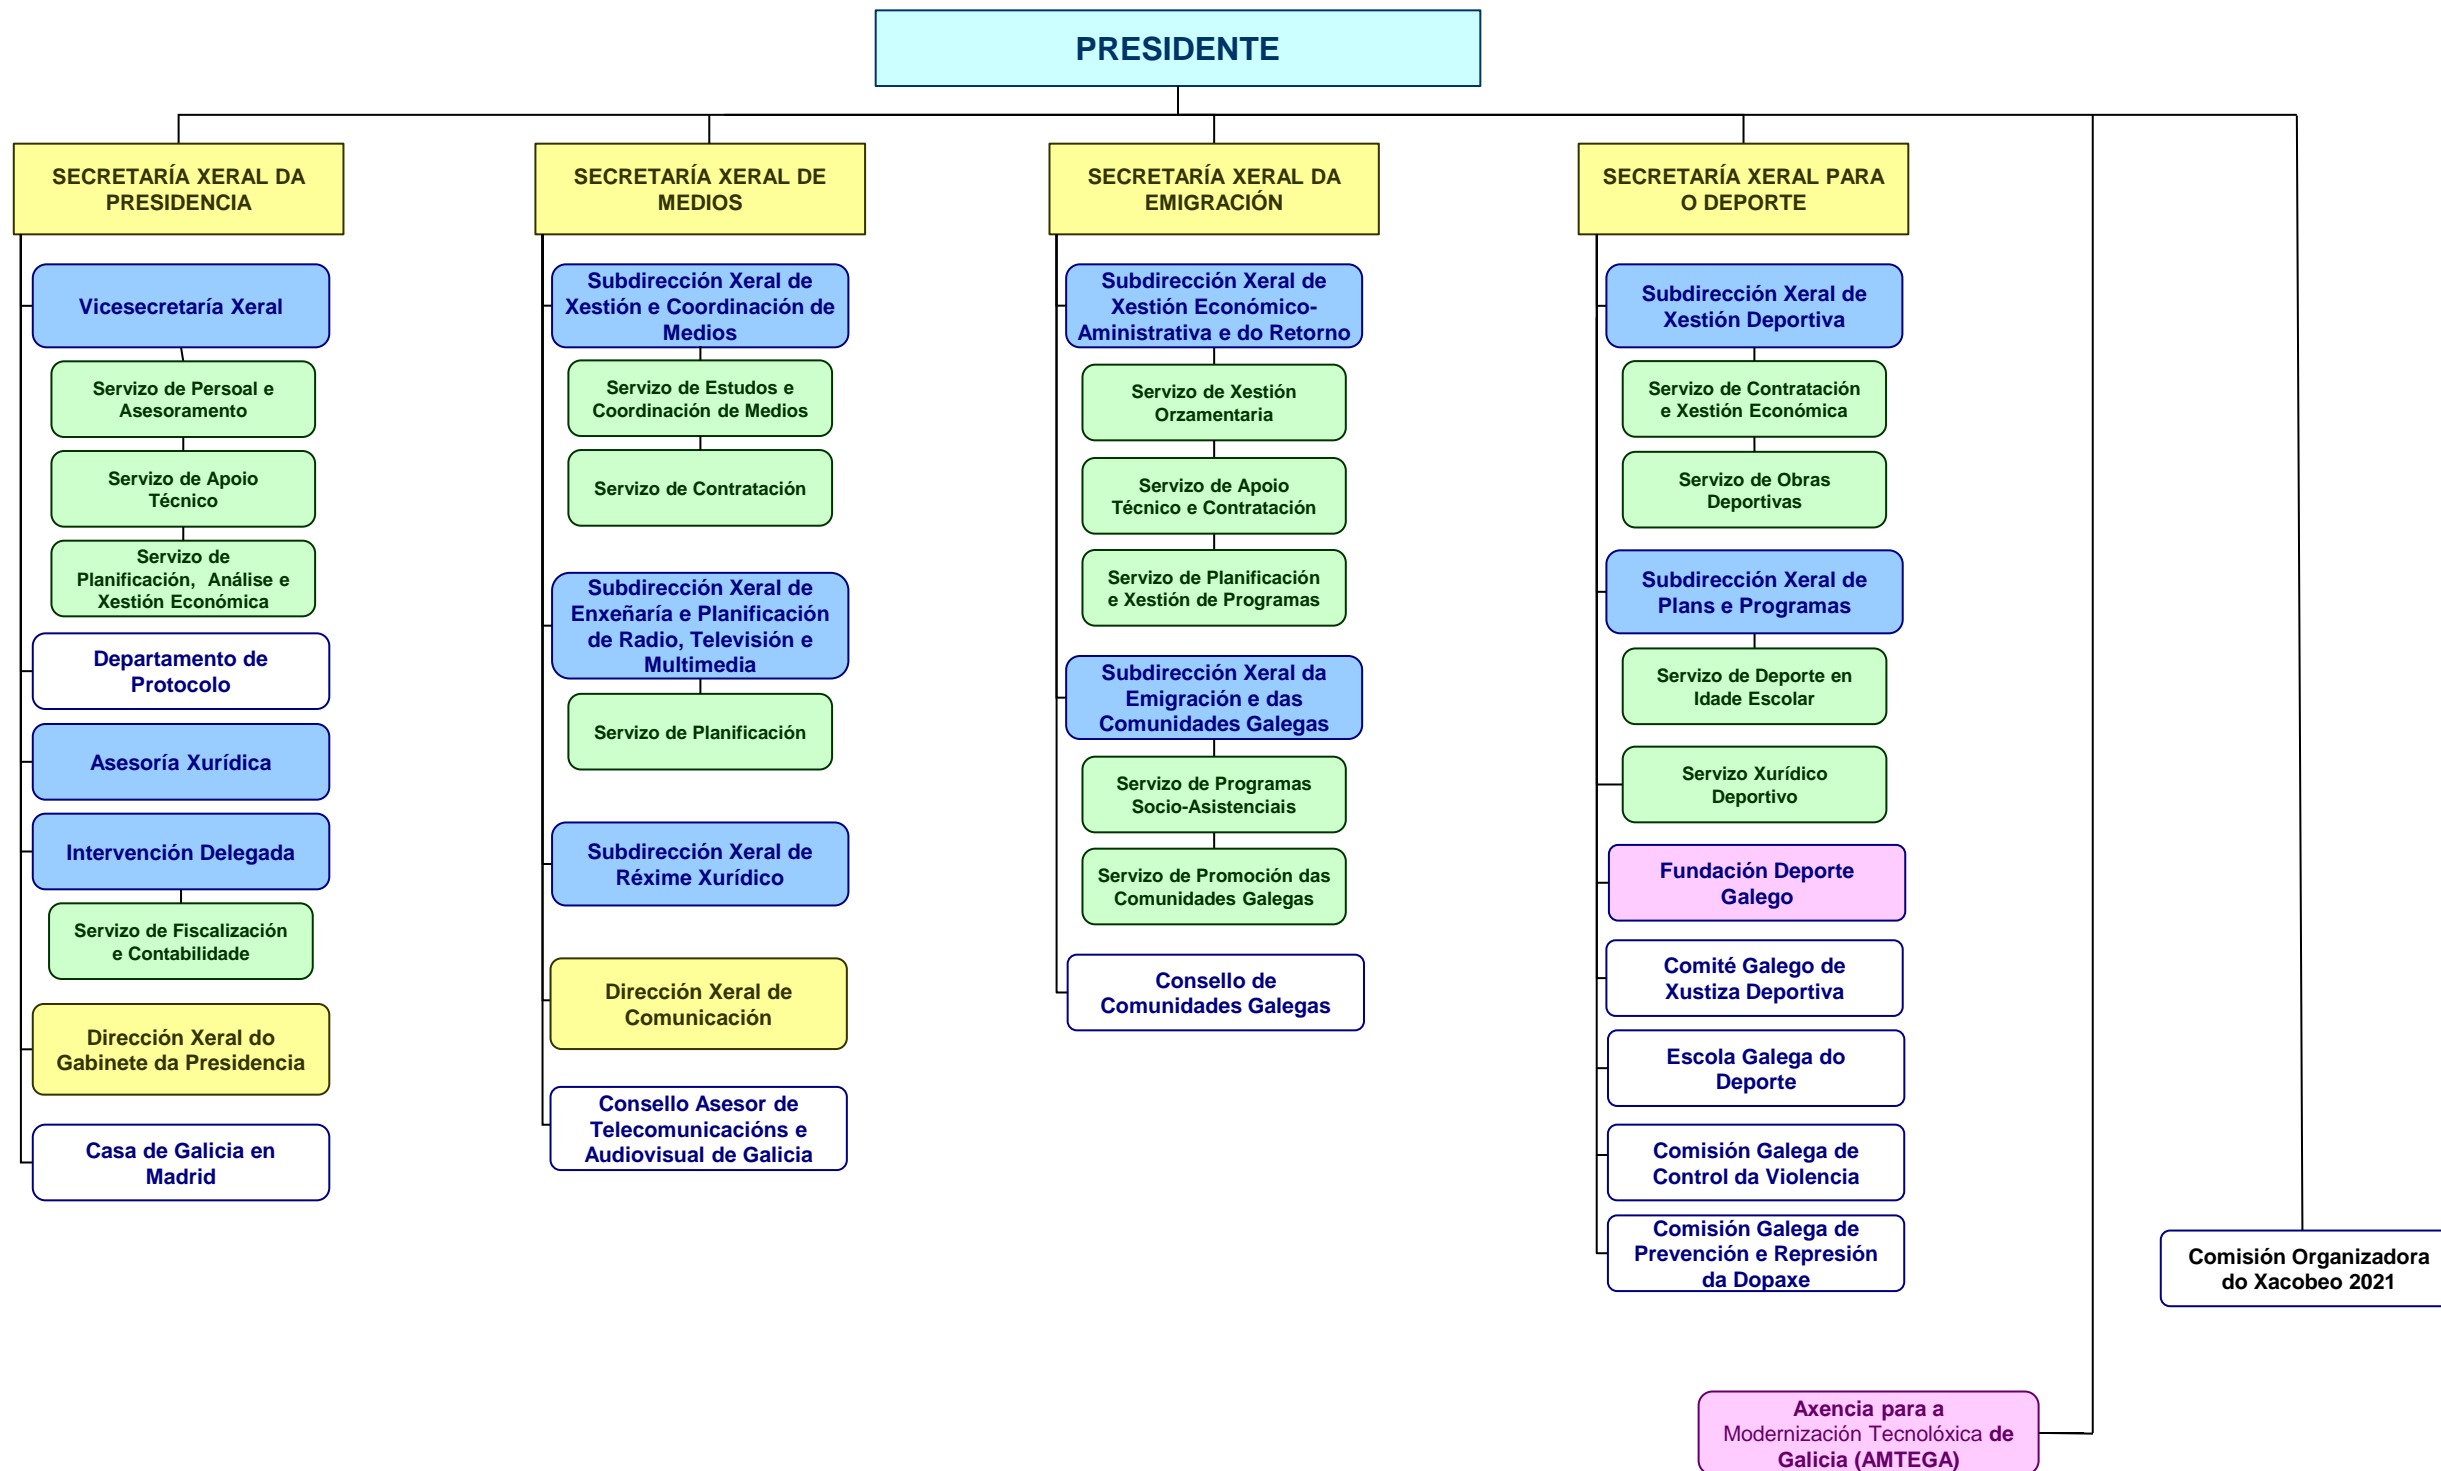 PRESIDENTE
SECRETARÍA XERAL DA
PRESIDENCIA
Vicesecretaría Xeral
Servizo de Persoal e
Asesoramento
Servizo de Apoio
Técnico
Servizo de
Planificación, Análise e
Xestión Económica
Departamento de
Protocolo
Asesoría Xurídica
Intervención Delegada
Servizo de Fiscalización
e Contabilidade
Dirección Xeral do
Gabinete da Presidencia
Casa de Galicia en
Madrid
SECRETARÍA XERAL DE
MEDIOS
Subdirección Xeral de
Xestión e Coordinación de
Medios
Servizo de Estudos e
Coordinación de Medios
Servizo de Contratación
Subdirección Xeral de
Enxeñaría e Planificación
de Radio, Televisión e
Multimedia
Servizo de Planificación
Subdirección Xeral de
Réxime Xurídico
Dirección Xeral de
Comunicación
Consello Asesor de
Telecomunicacións e
Audiovisual de Galicia
SECRETARÍA XERAL DA
EMIGRACIÓN
Subdirección Xeral de
Xestión Económico-
Aministrativa e do Retorno
Servizo de Xestión
Orzamentaria
Servizo de Apoio
Técnico e Contratación
Servizo de Planificación
e Xestión de Programas
Subdirección Xeral da
Emigración e das
Comunidades Galegas
Servizo de Programas
Socio-Asistenciais
Servizo de Promoción das
Comunidades Galegas
Consello de
Comunidades Galegas
SECRETARÍA XERAL PARA
O DEPORTE
Subdirección Xeral de
Xestión Deportiva
Servizo de Contratación
e Xestión Económica
Servizo de Obras
Deportivas
Subdirección Xeral de
Plans e Programas
Servizo de Deporte en
Idade Escolar
Servizo Xurídico
Deportivo
Fundación Deporte
Galego
Comité Galego de
Xustiza Deportiva
Escola Galega do
Deporte
Comisión Galega de
Control da Violencia
Comisión Galega de
Prevención e Represión
da Dopaxe
Axencia para a
Modernización Tecnolóxica de
Galicia (AMTEGA)
Comisión Organizadora
do Xacobeo 2021